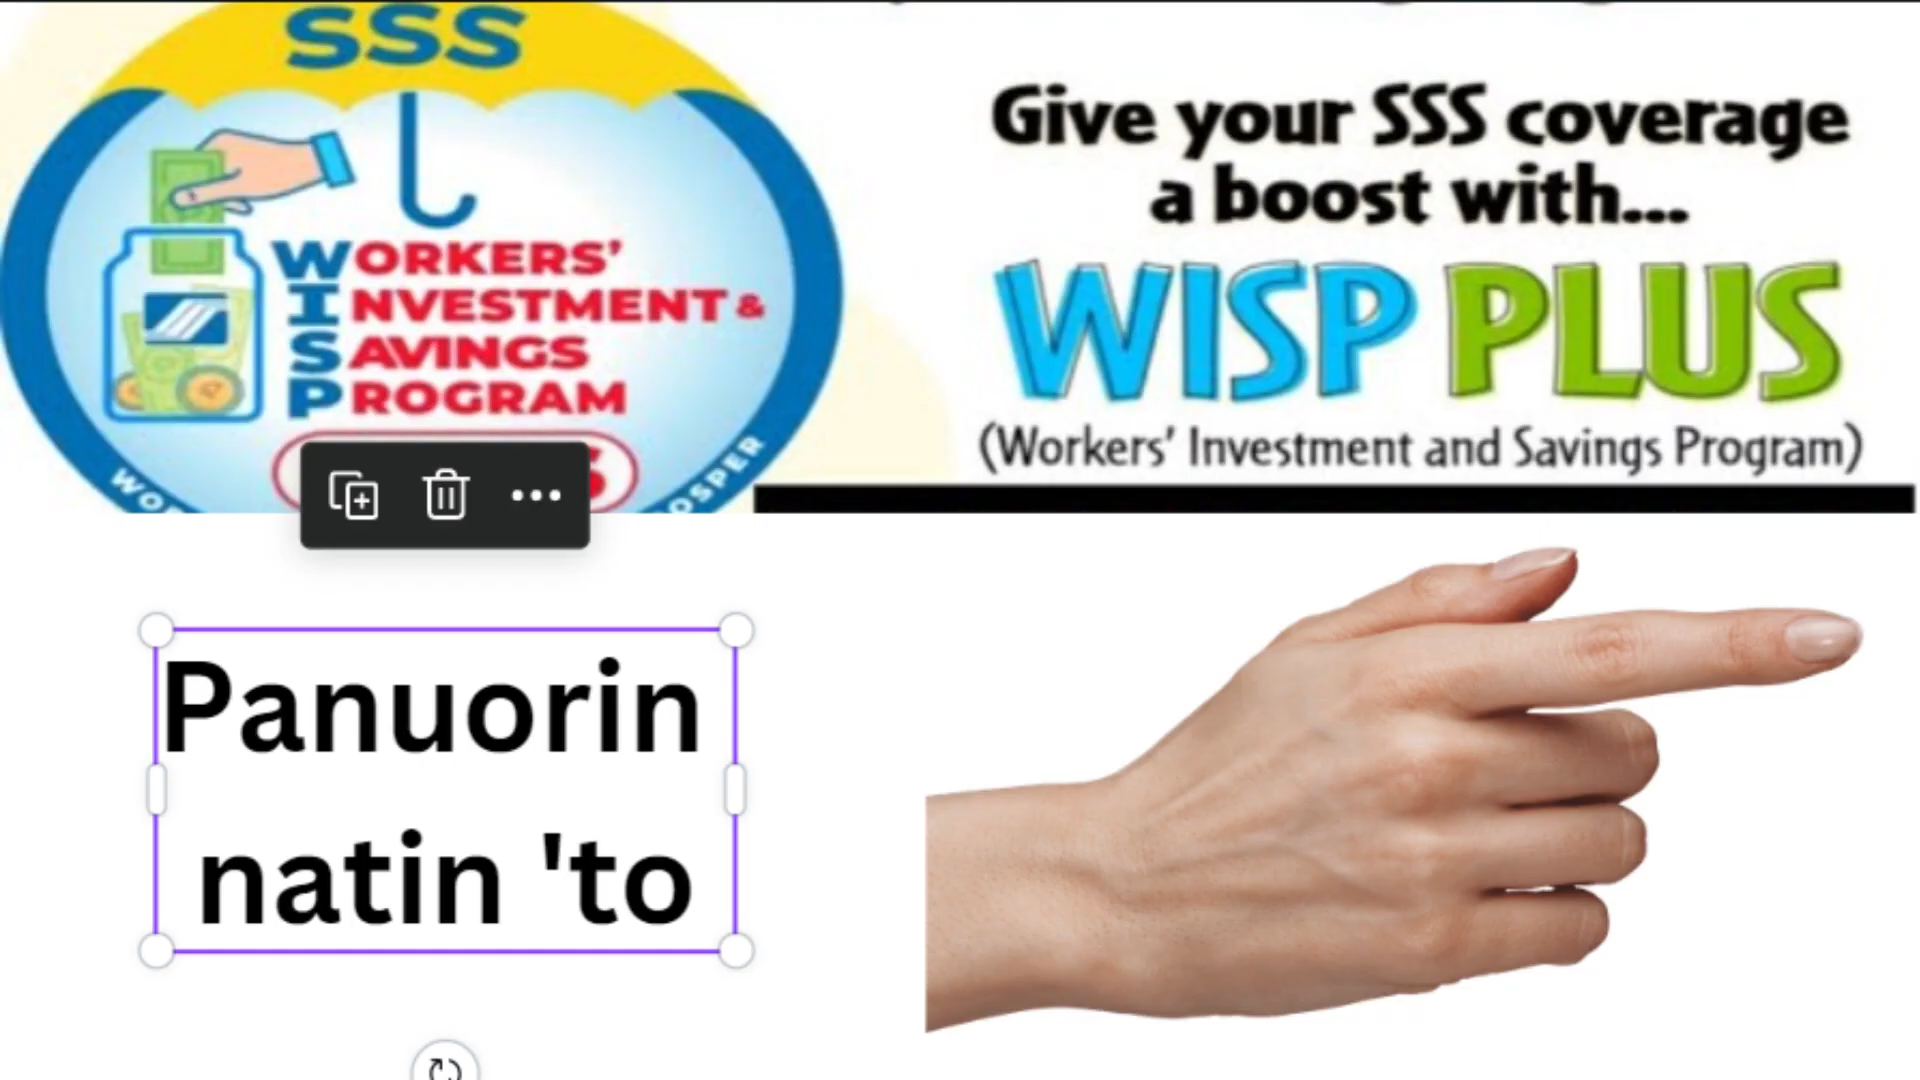 SSS
WORKERS'
INVESTMENT &
SAVINGS
PROGRAM
Give your SSS coverage
a boost with...
WISP PLUS
(Workers' Investment and Savings Program)
Panuorin
natin 'to